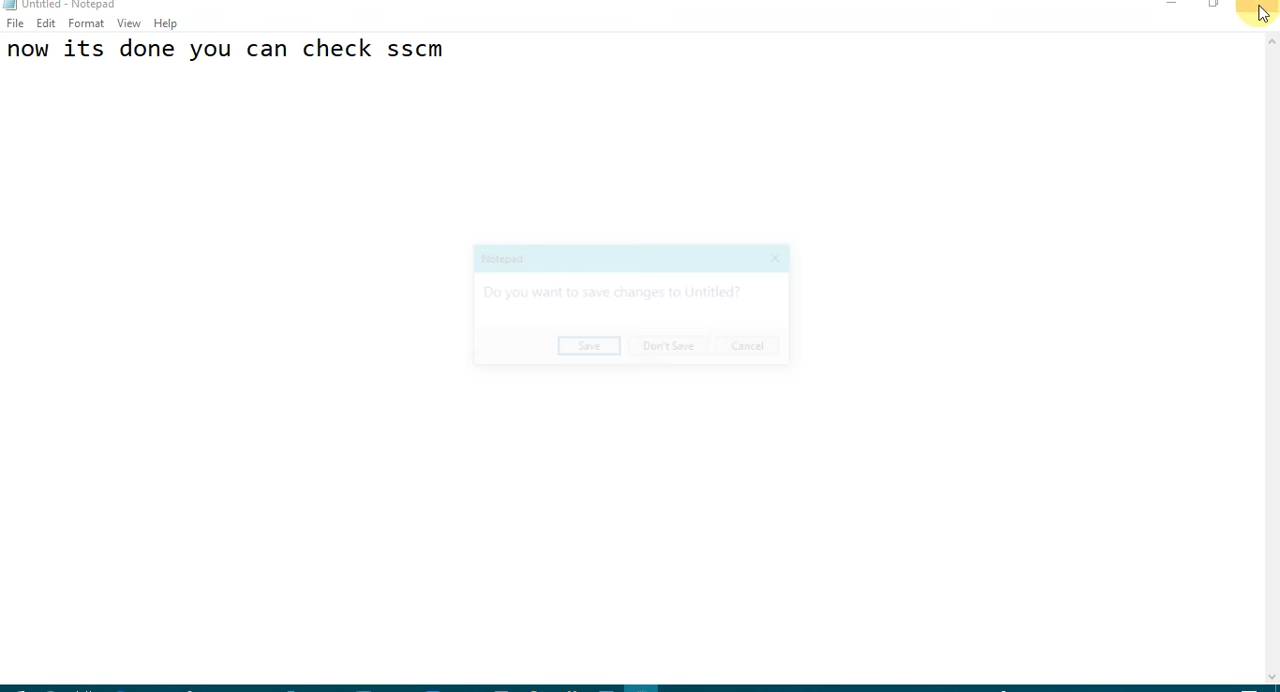 Untitled - Notepad
File Edit Format View Help
now its done you can check sscm
Notepad
Do you want to save changes to Untitled?
Save Don't Save Cancel